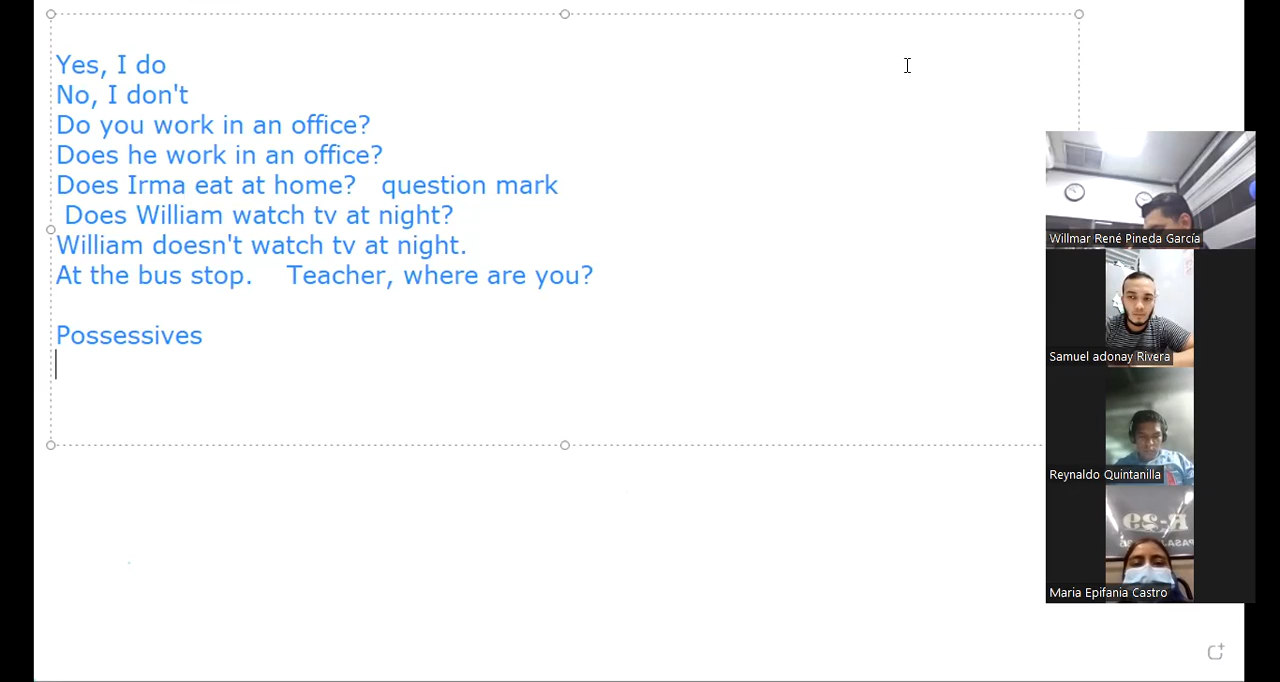 Yes, I do
No, I don't
Do you work in an office?
Does he work in an office?
Does Irma eat at home?   question mark
Does William watch tv at night?
William doesn't watch tv at night.
At the bus stop.    Teacher, where are you?
Possessives
Willmar René Pineda García
Samuel adonay Rivera
Reynaldo Quintanilla
Maria Epifania Castro